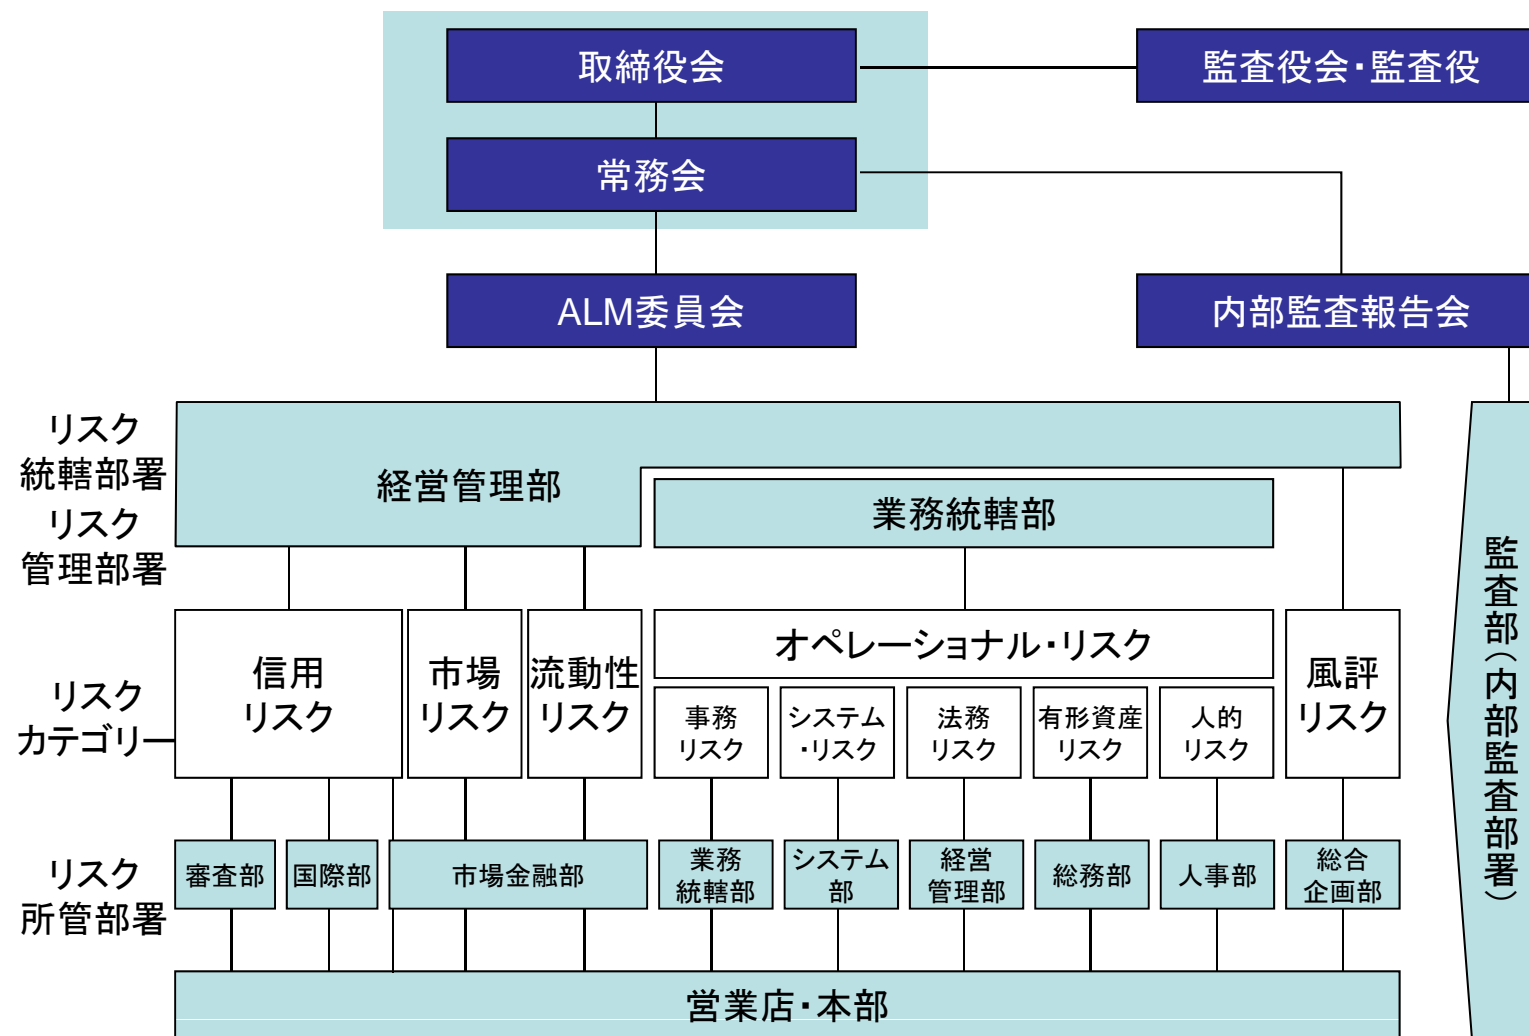 取締役会
監査役会・監査役
常務会
ALM委員会
内部監査報告会
リスク
統轄部署
リスク
管理部署
経営管理部
業務統轄部
リスク
カテゴリー
信用
リスク
市場
リスク
流動性
リスク
オペレーショナル・リスク
事務
リスク
システム
・リスク
法務
リスク
有形資産
リスク
人的
リスク
風評
リスク
リスク
所管部署
審査部
国際部
市場金融部
業務
統轄部
システム
部
経営
管理部
総務部
人事部
総合
企画部
営業店・本部
監査部（内部監査部署）